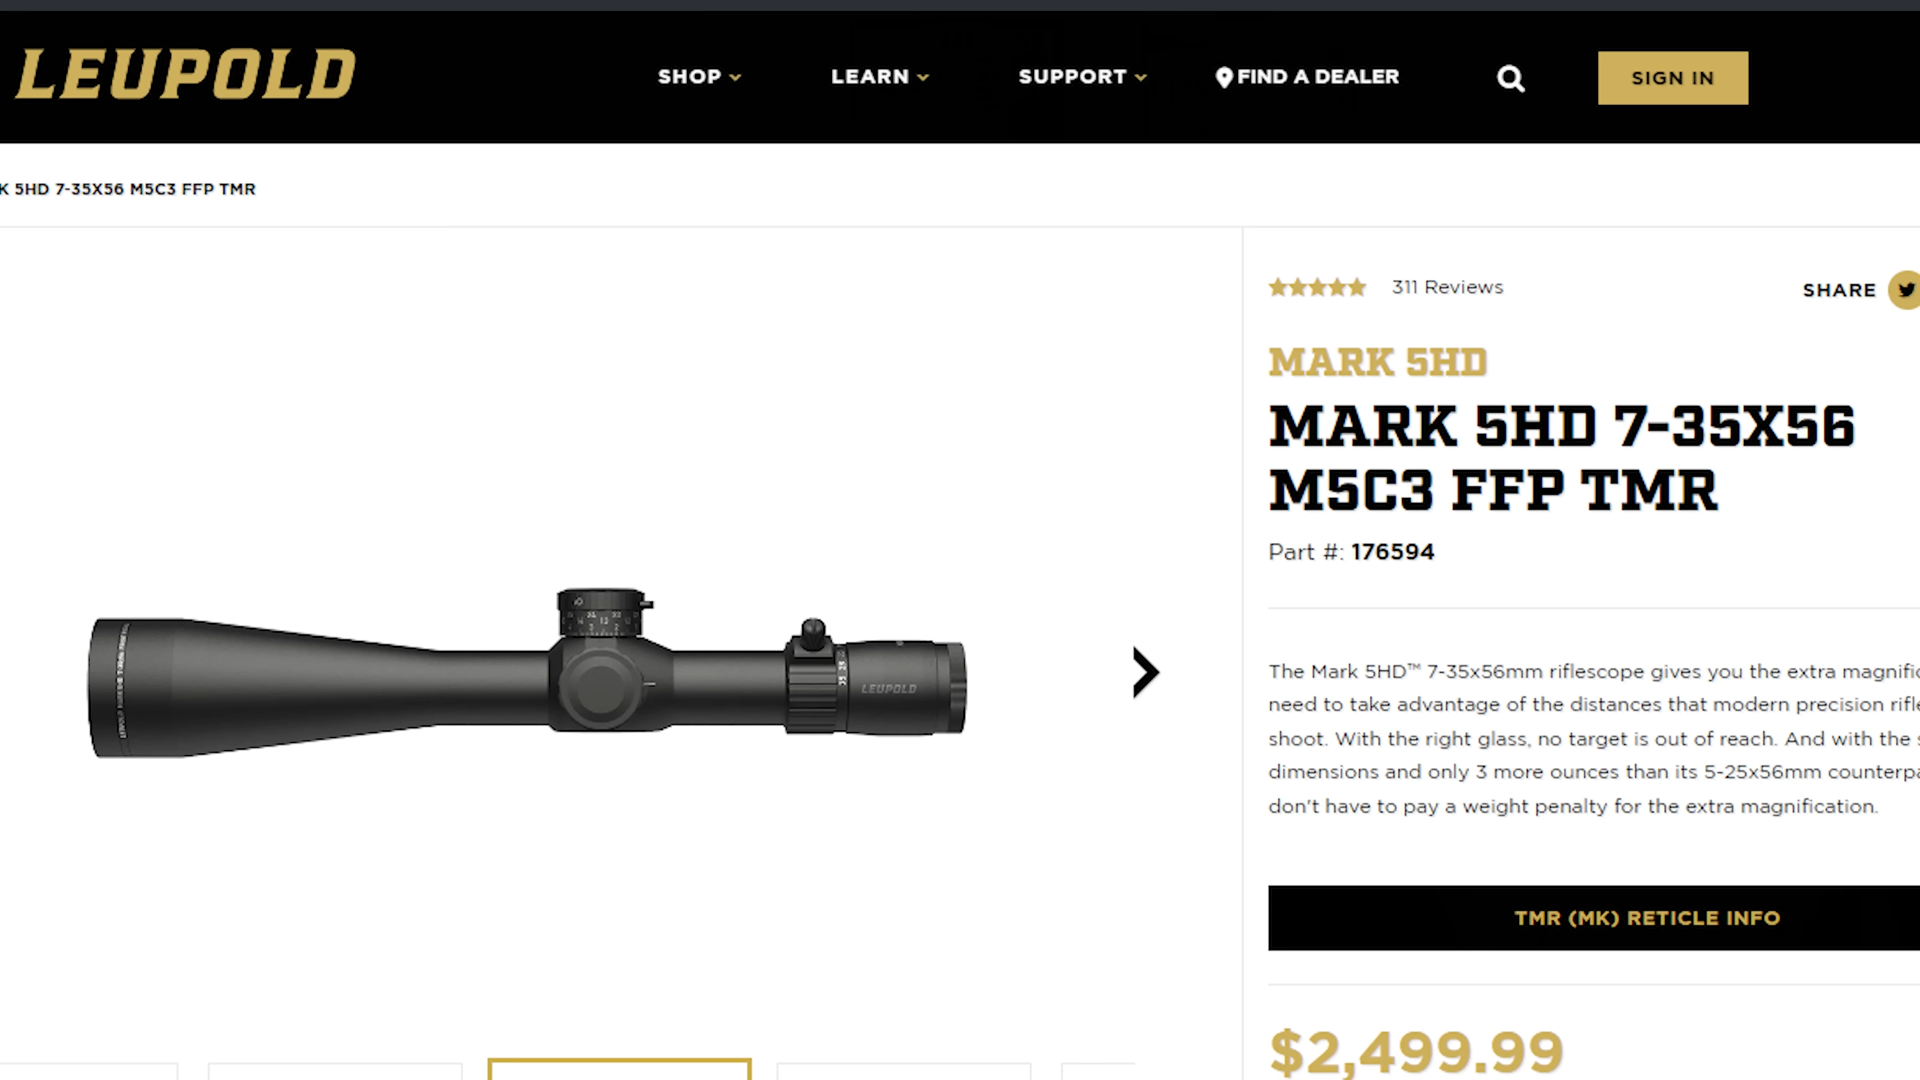 LEUPOLD
SHOP
LEARN
SUPPORT
FIND A DEALER
SIGN IN
K 5HD 7-35X56 M5C3 FFP TMR
311 Reviews
SHARE
MARK 5HD
MARK 5HD 7-35X56
M5C3 FFP TMR
Part #: 176594
The Mark 5HD™ 7-35x56mm riflescope gives you the extra magnific
need to take advantage of the distances that modern precision rifle
shoot. With the right glass, no target is out of reach. And with the s
dimensions and only 3 more ounces than its 5-25x56mm counterpa
don't have to pay a weight penalty for the extra magnification.
TMR (MK) RETICLE INFO
$2,499.99
LEUPOLD